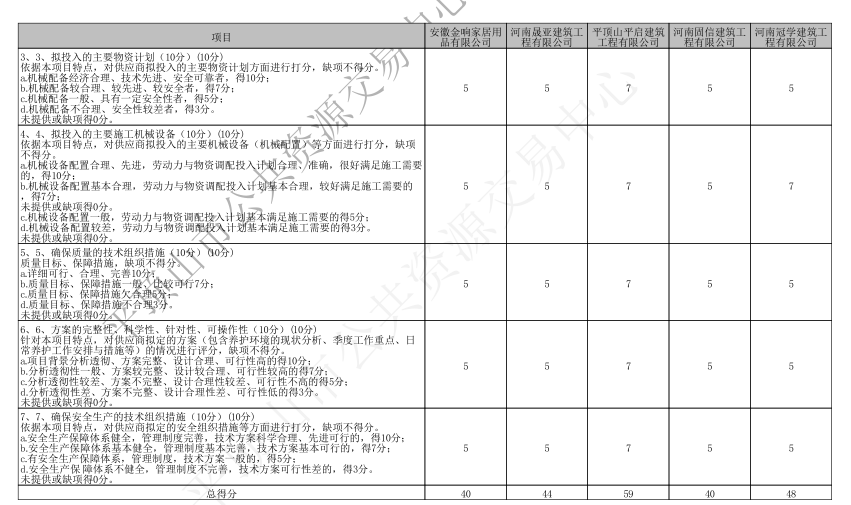 项目 安徽金响家居用品有限公司 河南晟亚建筑工程有限公司 平顶山平启建筑工程有限公司 河南固信建筑工程有限公司 河南冠学建筑工程有限公司
3、3、拟投入的主要物资计划（10分）(10分)
依据本项目特点，对供应商拟投入的主要物资计划方面进行打分，缺项不得分。
a.机械配备经济合理、技术先进、安全可靠者，得10分；
b.机械配备较合理、较先进、较安全者，得7分；
c.机械配备一般、具有一定安全性者，得5分；
d.机械配备不合理、安全性较差者，得3分。
未提供或缺项得0分。
5 5 7 5 5
4、4、拟投入的主要施工机械设备（10分）(10分)
依据本项目特点，对供应商拟投入的主要机械设备（机械配置）等方面进行打分，缺项
不得分。
a.机械设备配置合理、先进，劳动力与物资调配投入计划合理、准确，很好满足施工需要
的，得10分；
b.机械设备配置基本合理，劳动力与物资调配投入计划基本合理，较好满足施工需要的
，得7分；
未提供或缺项得0分。
c.机械设备配置一般，劳动力与物资调配投入计划基本满足施工需要的得5分；
d.机械设备配置较差，劳动力与物资调配投入计划基本满足施工需要的得3分。
未提供或缺项得0分。
5 5 7 5 7
5、5、确保质量的技术组织措施（10分）(10分)
质量目标、保障措施，缺项不得分。
a.详细可行、合理、完善10分；
b.质量目标、保障措施一般、比较可行7分；
c.质量目标、保障措施欠合理5分；
d.质量目标、保障措施不合理3分。
未提供或缺项得0分。
5 5 7 5 5
6、6、方案的完整性、科学性、针对性、可操作性（10分）(10分)
针对本项目特点，对供应商拟定的方案（包含养护环境的现状分析、季度工作重点、日
常养护工作安排与措施等）的情况进行评分，缺项不得分。
a.项目背景分析透彻、方案完整、设计合理、可行性高的得10分；
b.分析透彻性一般、方案较完整、设计较合理、可行性较高的得7分；
c.分析透彻性较差、方案不完整、设计合理性较差、可行性不高的得5分；
d.分析透彻性差、方案不完整、设计合理性差、可行性低的得3分。
未提供或缺项得0分。
5 5 7 5 5
7、7、确保安全生产的技术组织措施（10分）(10分)
依据本项目特点，对供应商拟定的安全组织措施等方面进行打分，缺项不得分。
a.安全生产保障体系健全，管理制度完善，技术方案科学合理、先进可行的，得10分；
b.安全生产保障体系基本健全，管理制度基本完善，技术方案基本可行的，得7分；
c.有安全生产保障体系，管理制度，技术方案一般的，得5分；
d.安全生产保障体系不健全，管理制度不完善，技术方案可行性差的，得3分。
未提供或缺项得0分。
5 5 7 5 5
总得分 40 44 59 40 48
平顶山市公共资源交易中心
平顶山市公共资源交易中心